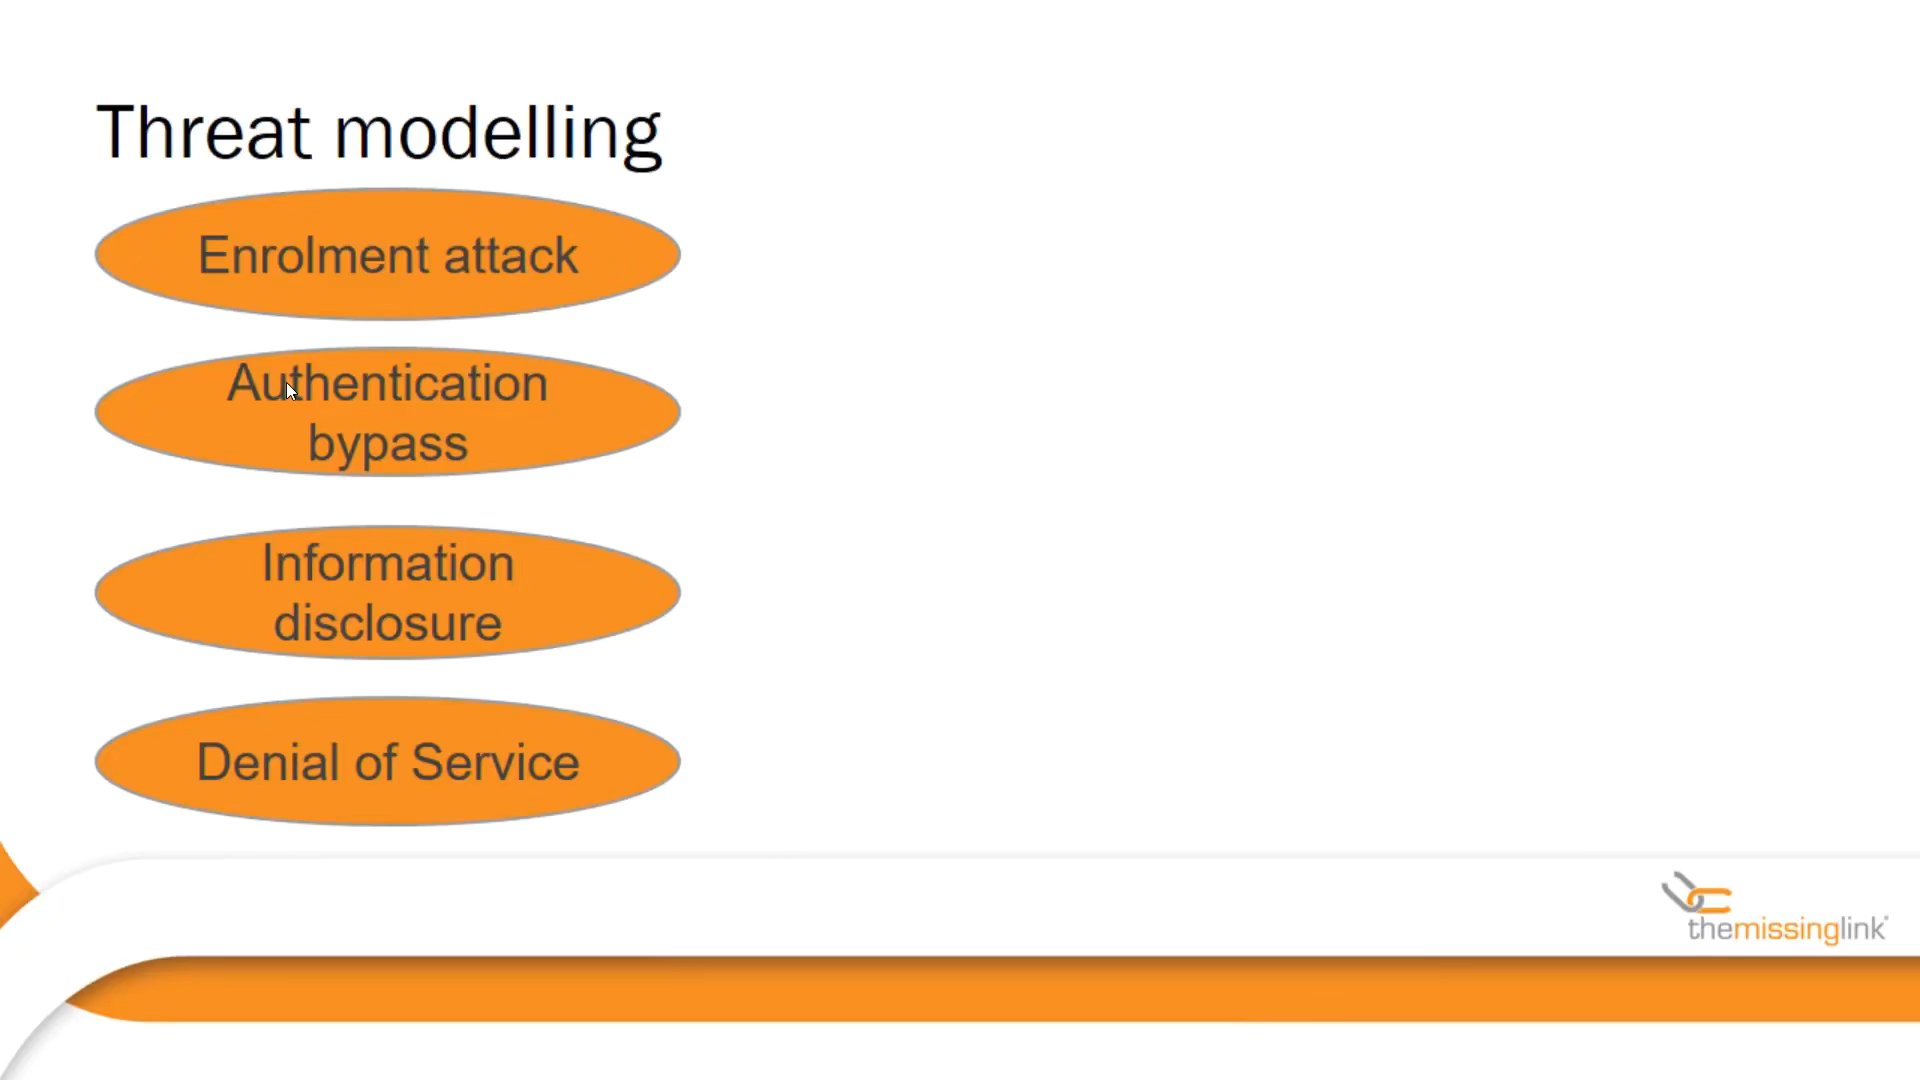 Threat modelling
Enrolment attack
Authentication
bypass
Information
disclosure
Denial of Service
themissinglink